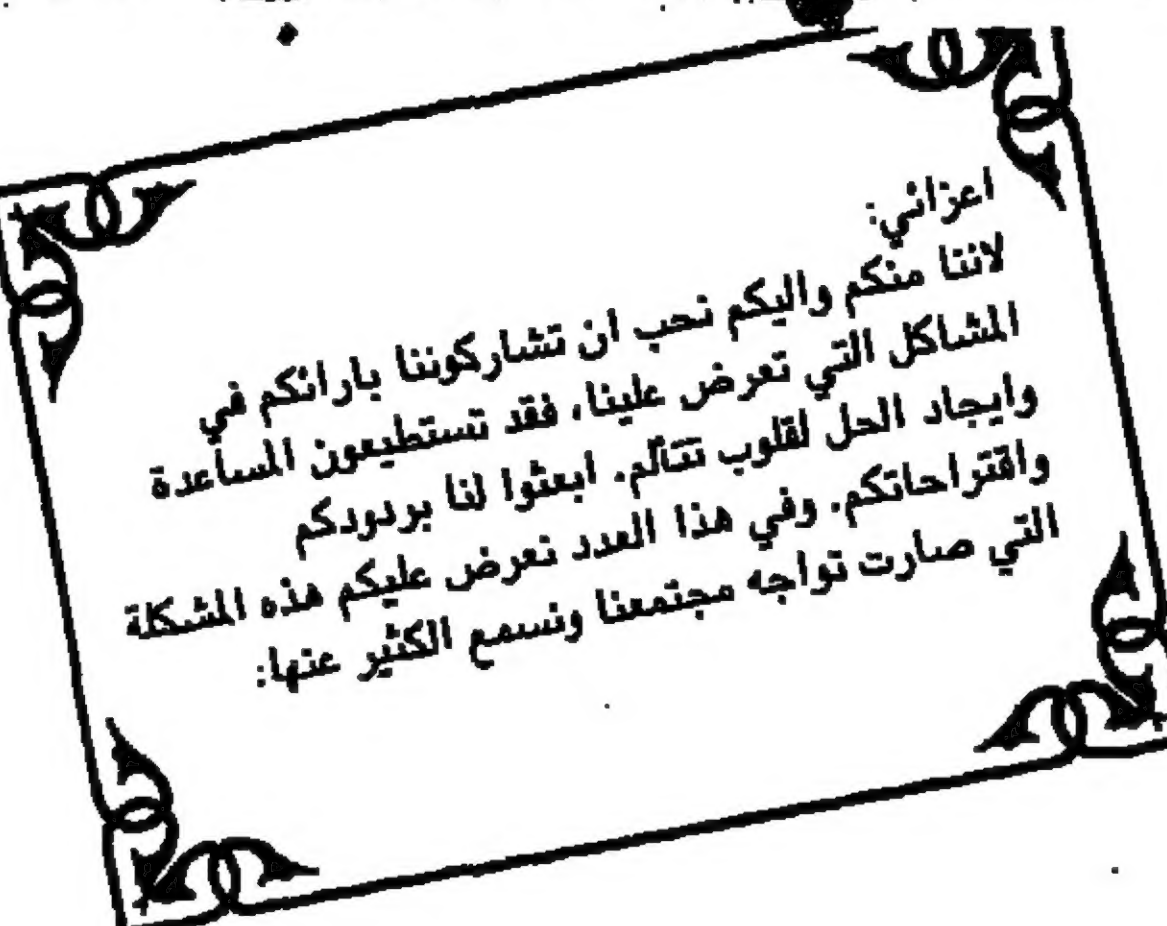 اعزائي:
لاننا منكم واليكم نحب ان تشاركوننا بارائكم في
المشاكل التي تعرض علينا، فقد تستطيعون المساعدة
وايجاد الحل لقلوب تتألم. ابعثوا لنا بردودكم
واقتراحاتكم. وفي هذا العدد نعرض عليكم هذه المشكلة
التي صارت تواجه مجتمعنا ونسمع الكثير عنها: